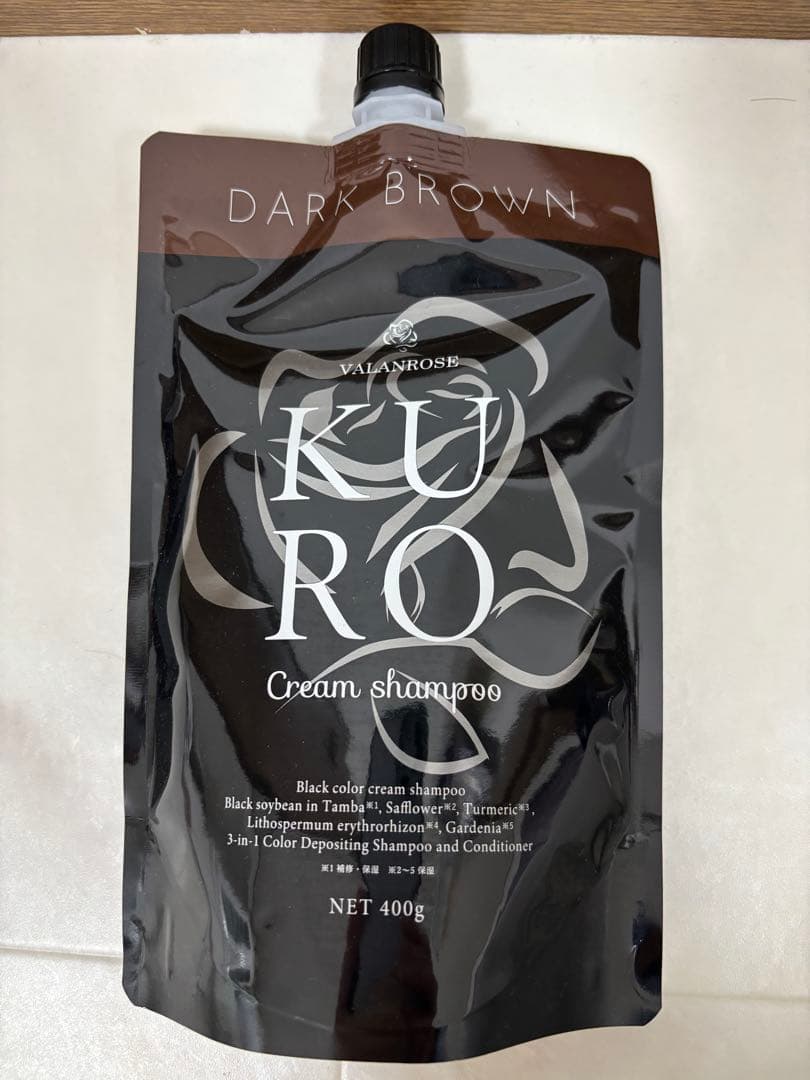 DARK BROWN
VALANROSE
KU
RO
Cream shampoo
Black color cream shampoo
Black soybean in Tamba※1, Safflower※2, Turmeric※3,
Lithospermum erythrorhizon※4, Gardenia※5
3-in-1 Color Depositing Shampoo and Conditioner
※1 補修・保湿 ※2〜5 保湿
NET 400g